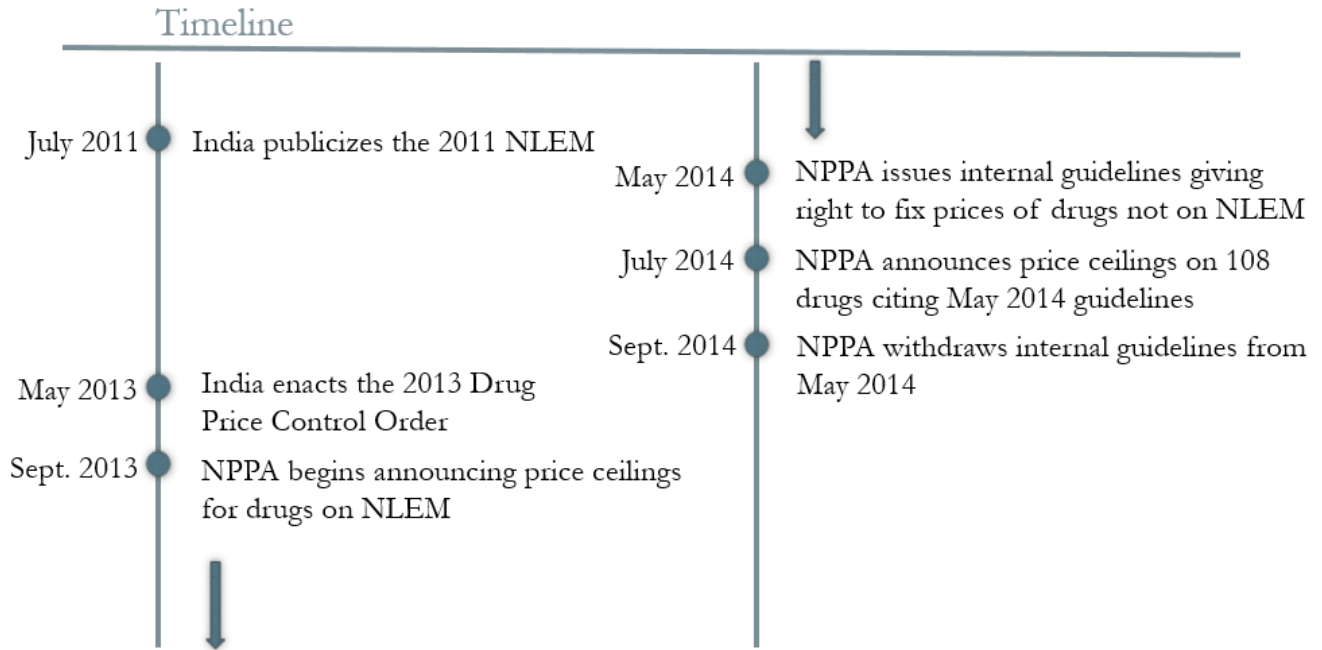 Timeline
July 2011
India publicizes the 2011 NLEM
May 2013
India enacts the 2013 Drug
Price Control Order
Sept. 2013
NPPA begins announcing price ceilings
for drugs on NLEM
May 2014
NPPA issues internal guidelines giving
right to fix prices of drugs not on NLEM
July 2014
NPPA announces price ceilings on 108
drugs citing May 2014 guidelines
Sept. 2014
NPPA withdraws internal guidelines from
May 2014